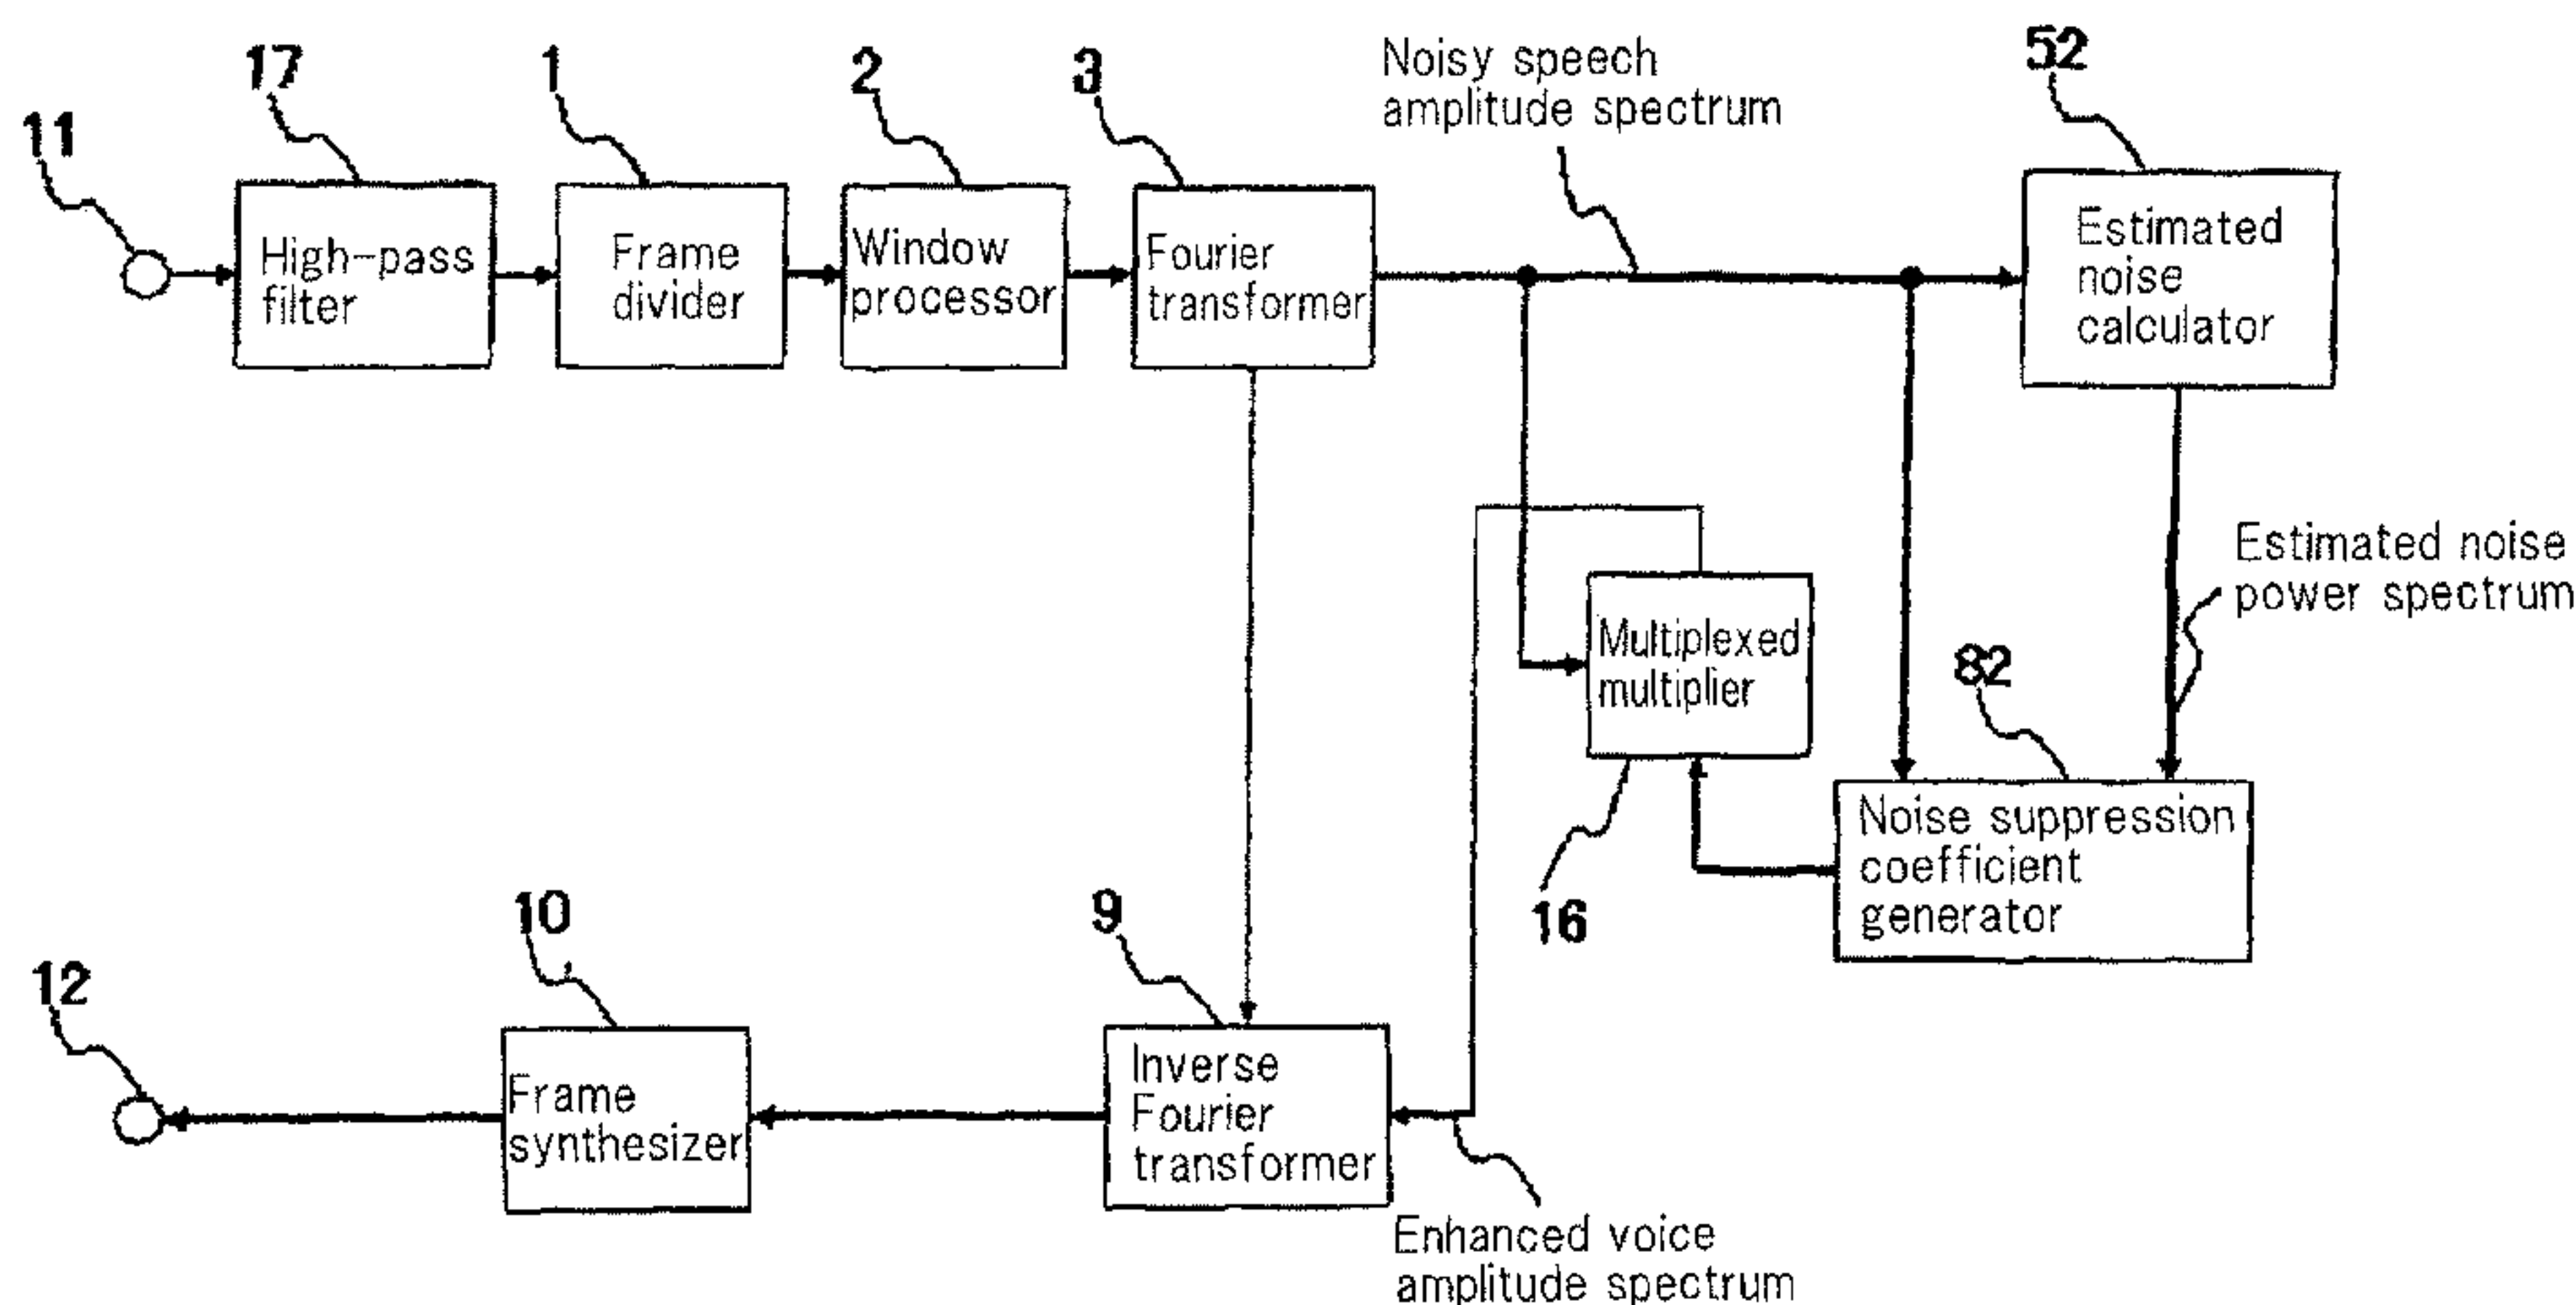 17
1
2
3
Noisy speech
amplitude spectrum
52
11
High-pass
filter
Frame
divider
Window
processor
Fourier
transformer
Estimated
noise
calculator
Estimated noise
power spectrum
Multiplexed
multiplier
82
16
Noise suppression
coefficient
generator
12
10
9
Frame
synthesizer
Inverse
Fourier
transformer
Enhanced voice
amplitude spectrum